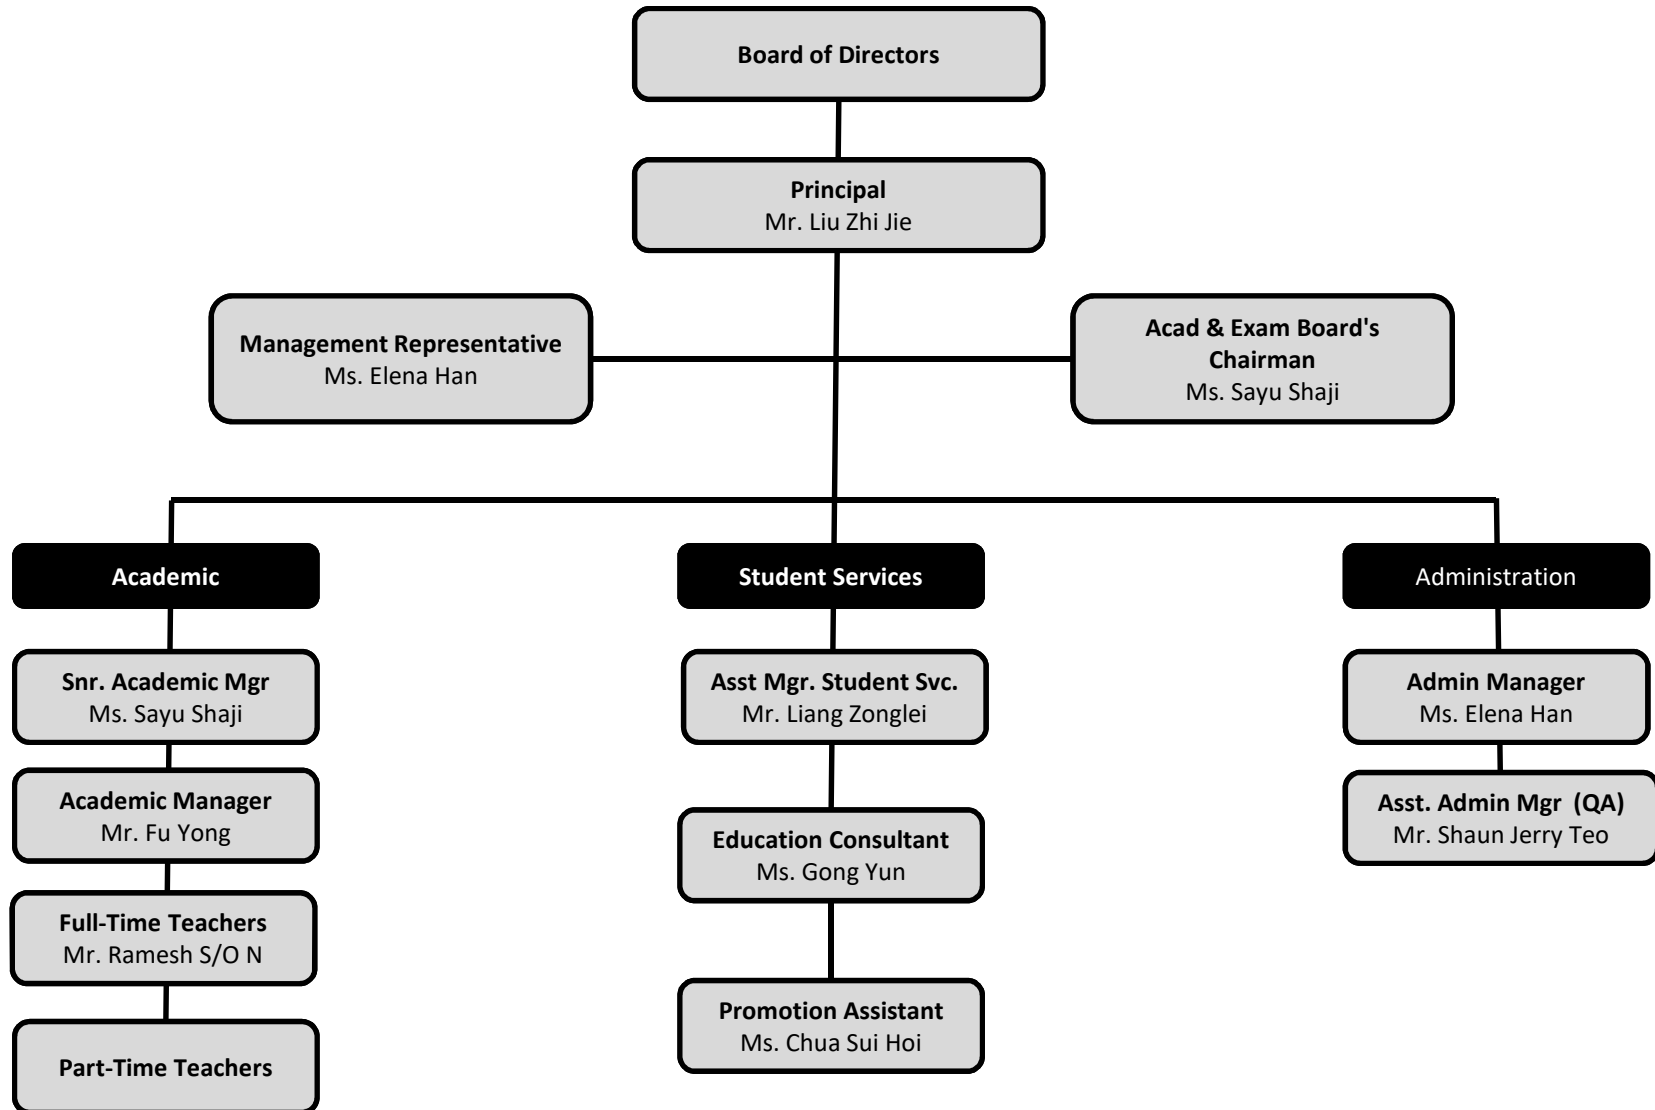 Board of Directors
Principal
Mr. Liu Zhi Jie
Management Representative
Ms. Elena Han
Acad & Exam Board's
Chairman
Ms. Sayu Shaji
Academic
Snr. Academic Mgr
Ms. Sayu Shaji
Academic Manager
Mr. Fu Yong
Full-Time Teachers
Mr. Ramesh S/O N
Part-Time Teachers
Student Services
Asst Mgr. Student Svc.
Mr. Liang Zonglei
Education Consultant
Ms. Gong Yun
Promotion Assistant
Ms. Chua Sui Hoi
Administration
Admin Manager
Ms. Elena Han
Asst. Admin Mgr (QA)
Mr. Shaun Jerry Teo